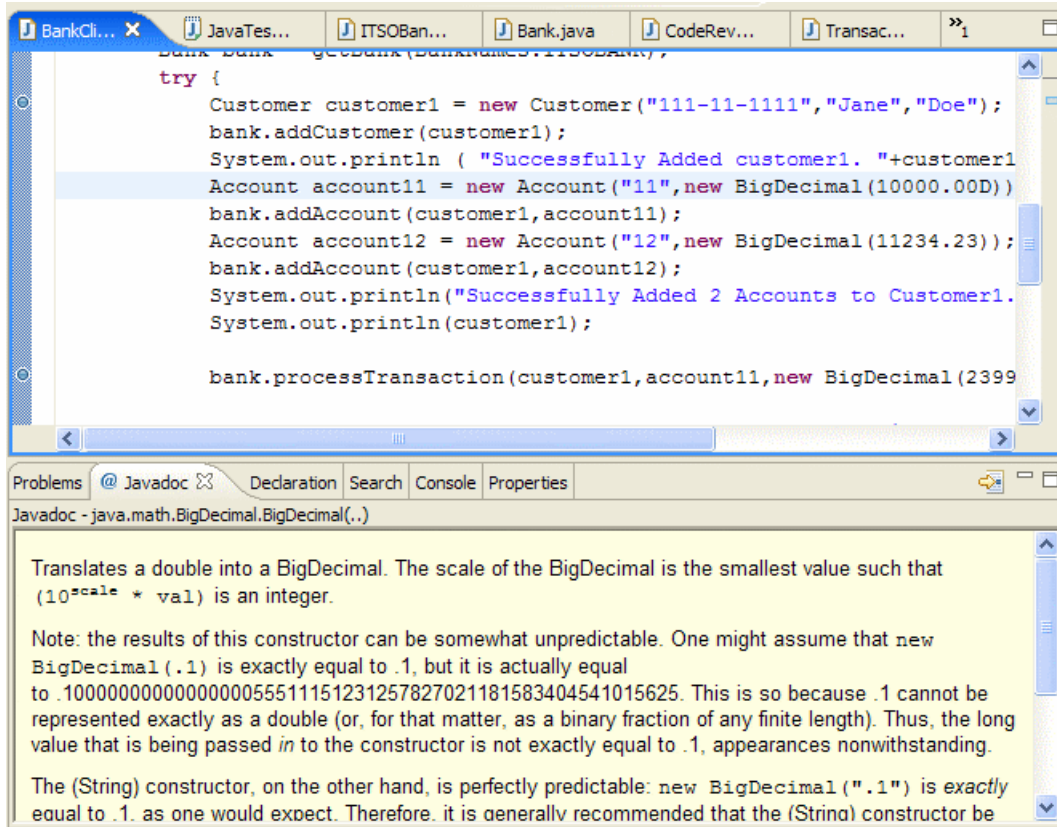 BankCli... JavaTes... ITSOBan... Bank.java CodeRev... Transac... »1
try {
Customer customer1 = new Customer("111-11-1111","Jane","Doe");
bank.addCustomer(customer1);
System.out.println ( "Successfully Added customer1. "+customer1
Account account11 = new Account("11",new BigDecimal(10000.00D))
bank.addAccount(customer1,account11);
Account account12 = new Account("12",new BigDecimal(11234.23));
bank.addAccount(customer1,account12);
System.out.println("Successfully Added 2 Accounts to Customer1.
System.out.println(customer1);
bank.processTransaction(customer1,account11,new BigDecimal(2399
Problems @ Javadoc Declaration Search Console Properties
Javadoc - java.math.BigDecimal.BigDecimal(..)
Translates a double into a BigDecimal. The scale of the BigDecimal is the smallest value such that
(10^scale * val) is an integer.
Note: the results of this constructor can be somewhat unpredictable. One might assume that new
BigDecimal(.1) is exactly equal to .1, but it is actually equal
to .1000000000000000055511151231257827021181583404541015625. This is so because .1 cannot be
represented exactly as a double (or, for that matter, as a binary fraction of any finite length). Thus, the long
value that is being passed in to the constructor is not exactly equal to .1, appearances nonwithstanding.
The (String) constructor, on the other hand, is perfectly predictable: new BigDecimal(".1") is exactly
equal to .1, as one would expect. Therefore, it is generally recommended that the (String) constructor be